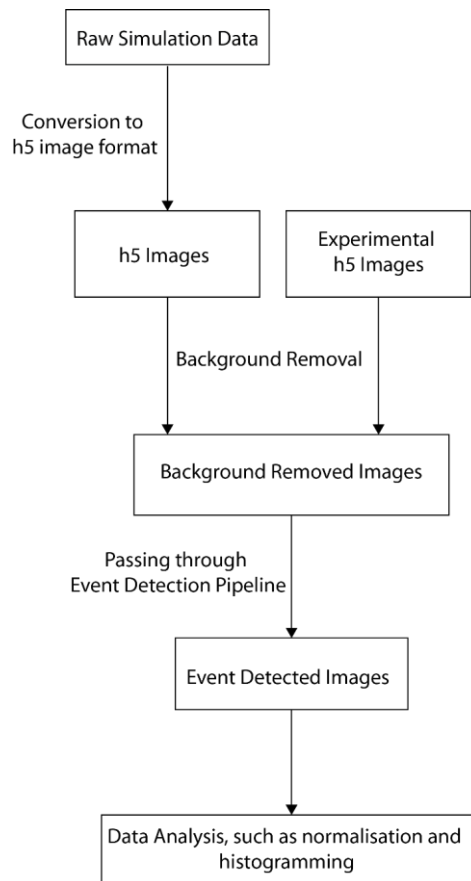 Raw Simulation Data
Conversion to
h5 image format
h5 Images
Experimental
h5 Images
Background Removal
Background Removed Images
Passing through
Event Detection Pipeline
Event Detected Images
Data Analysis, such as normalisation and
histogramming